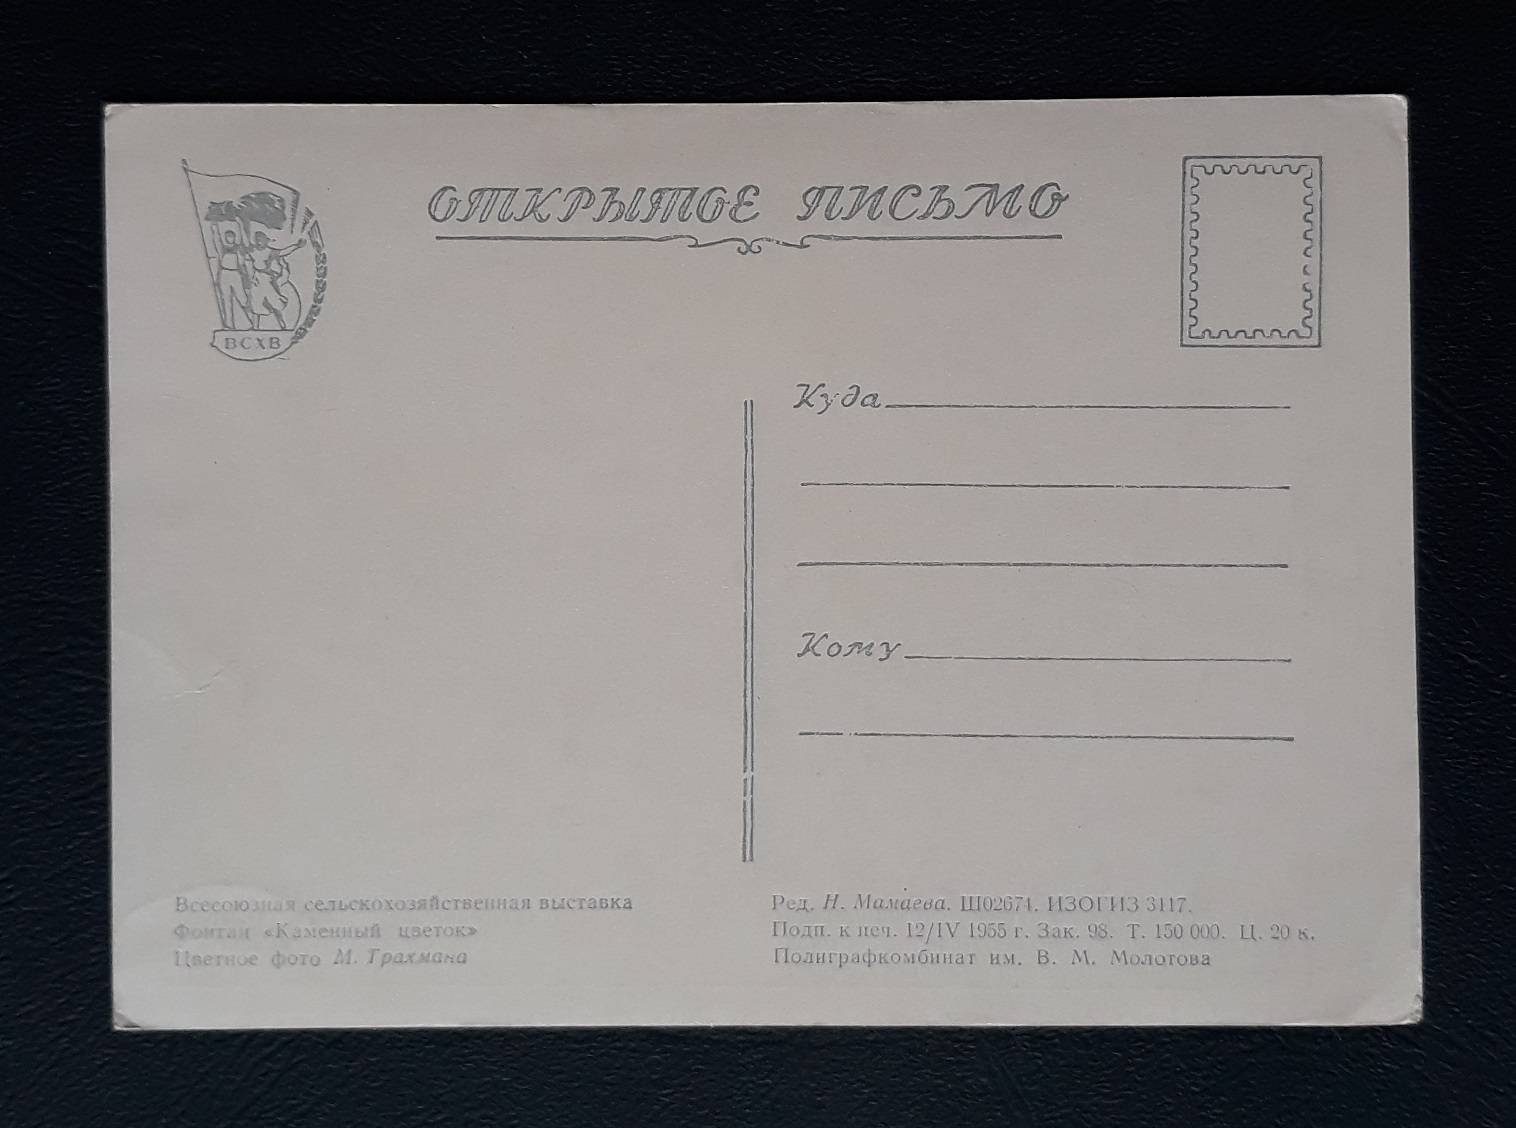 ВСХВ
ОТКРЫТОЕ ПИСЬМО
Куда
Кому
Всесоюзная сельскохозяйственная выставка
Фонтан «Каменный цветок»
Цветное фото М. Трахмана
Ред. Н. Мамаева. Ш02674. ИЗОГИЗ 3117.
Подп. к печ. 12/IV 1955 г. Зак. 98. Т. 150 000. Ц. 20 к.
Полиграфкомбинат им. В. М. Молотова